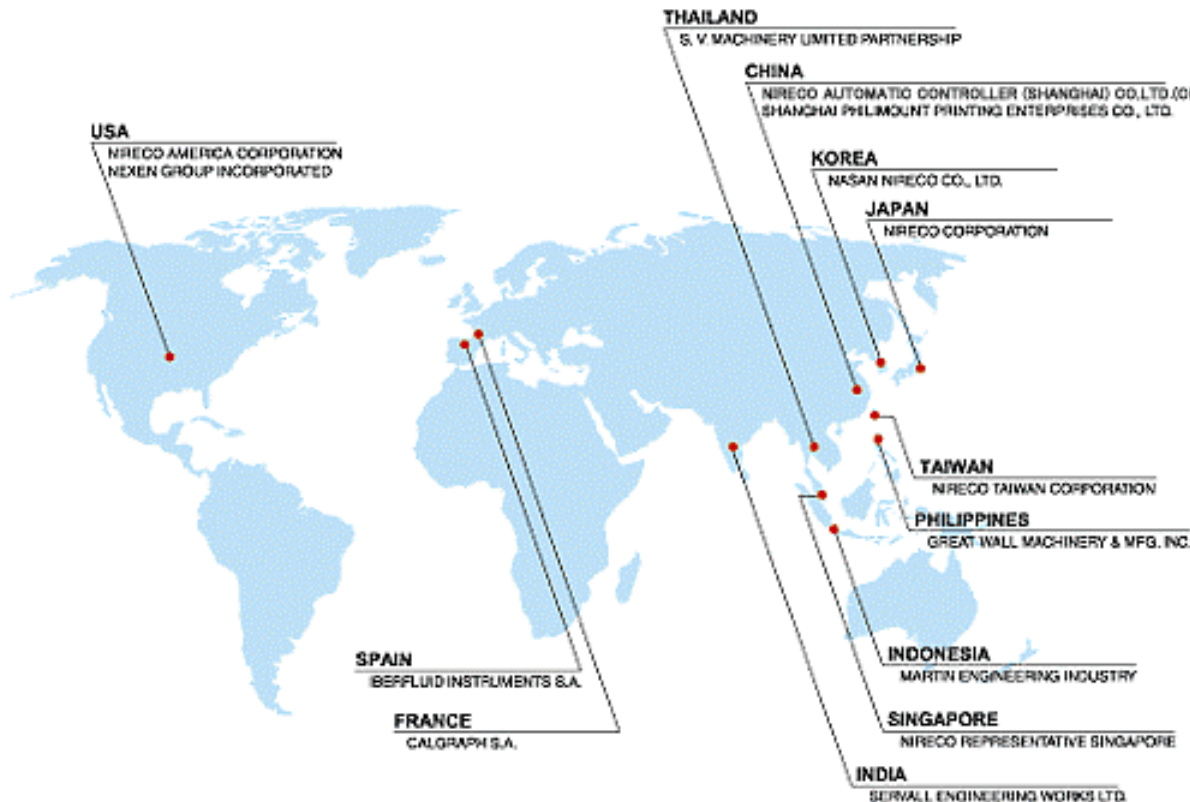 THAILAND
S. V. MACHINERY LIMITED PARTNERSHIP
CHINA
NIRECO AUTOMATIC CONTROLLER (SHANGHAI) CO,LTD.
SHANGHAI PHILIMOUNT PRINTING ENTERPRISES CO., LTD.
USA
NIRECO AMERICA CORPORATION
NEXEN GROUP INCORPORATED
KOREA
NASAN NIRECO CO., LTD.
JAPAN
NIRECO CORPORATION
TAIWAN
NIRECO TAIWAN CORPORATION
PHILIPPINES
GREAT WALL MACHINERY & MFG. INC.
SPAIN
IBERFLUID INSTRUMENTS S.A.
INDONESIA
MARTIN ENGINEERING INDUSTRY
FRANCE
CALGRAPH S.A.
SINGAPORE
NIRECO REPRESENTATIVE SINGAPORE
INDIA
SERVALL ENGINEERING WORKS LTD.